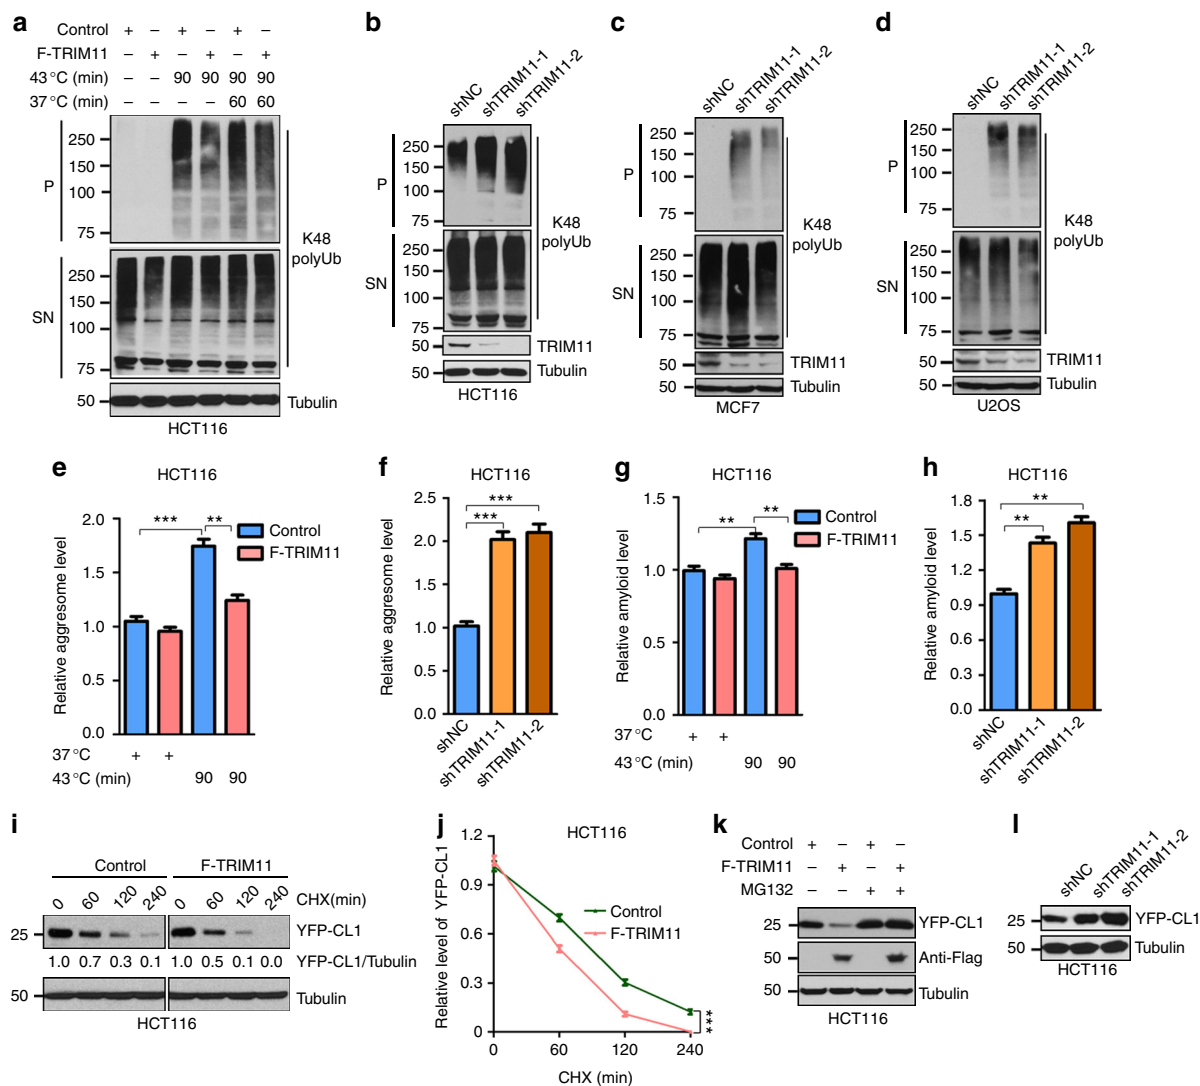 a
Control + – + – + –
F-TRIM11 – + – + – +
43 °C (min) – – 90 90 90 90
37 °C (min) – – – – 60 60
P
250
150
100
75
SN
250
150
100
75
K48
polyUb
50
Tubulin
HCT116
b
shNC
shTRIM11-1
shTRIM11-2
P
250
150
100
75
SN
250
150
100
75
K48
polyUb
50
TRIM11
50
Tubulin
HCT116
c
shNC
shTRIM11-1
shTRIM11-2
P
250
150
100
75
SN
250
150
100
75
K48
polyUb
50
TRIM11
50
Tubulin
MCF7
d
shNC
shTRIM11-1
shTRIM11-2
P
250
150
100
75
SN
250
150
100
75
K48
polyUb
50
TRIM11
50
Tubulin
U2OS
e
HCT116
Relative aggresome level
2.0
1.5
1.0
0.5
0.0
***
**
Control
F-TRIM11
37 °C + +
43 °C (min) 90 90
f
HCT116
Relative aggresome level
2.5
2.0
1.5
1.0
0.5
0.0
***
***
shNC
shTRIM11-1
shTRIM11-2
g
HCT116
Relative amyloid level
1.5
1.0
0.5
0.0
**
**
Control
F-TRIM11
37 °C + +
43 °C (min) 90 90
h
HCT116
Relative amyloid level
1.8
1.5
1.2
0.9
0.6
0.3
0.0
**
**
shNC
shTRIM11-1
shTRIM11-2
i
Control F-TRIM11
0 60 120 240 0 60 120 240 CHX(min)
25
YFP-CL1
1.0 0.7 0.3 0.1 1.0 0.5 0.1 0.0 YFP-CL1/Tubulin
50
Tubulin
HCT116
j
HCT116
Relative level of YFP-CL1
1.2
0.9
0.6
0.3
0
Control
F-TRIM11
***
0 60 120 240
CHX (min)
k
Control + – + –
F-TRIM11 – + – +
MG132 – – + +
25
YFP-CL1
50
Anti-Flag
50
Tubulin
HCT116
l
shNC
shTRIM11-1
shTRIM11-2
25
YFP-CL1
50
Tubulin
HCT116